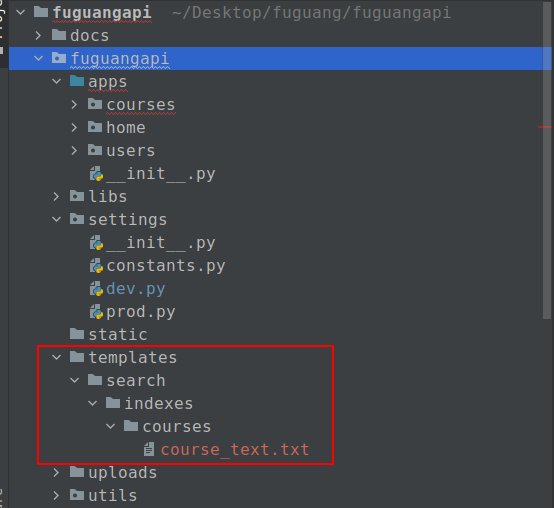 fuguangapi ~/Desktop/fuguang/fuguangapi
docs
fuguangapi
apps
courses
home
users
__init__.py
libs
settings
__init__.py
constants.py
dev.py
prod.py
static
templates
search
indexes
courses
course_text.txt
uploads
utils